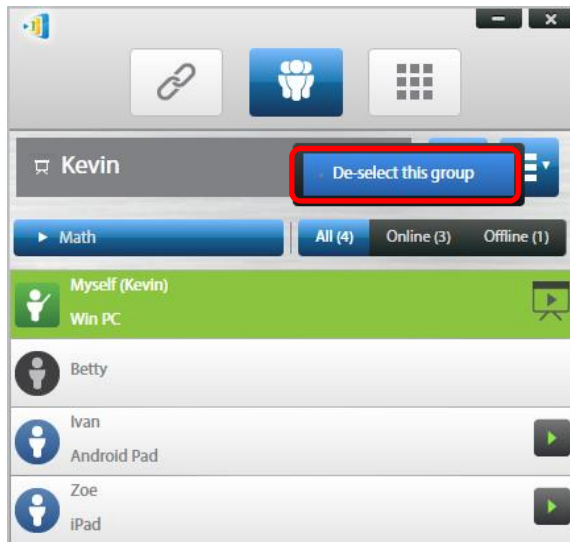 Kevin
De-select this group
Math
All (4) Online (3) Offline (1)
Myself (Kevin)
Win PC
Betty
Ivan
Android Pad
Zoe
iPad